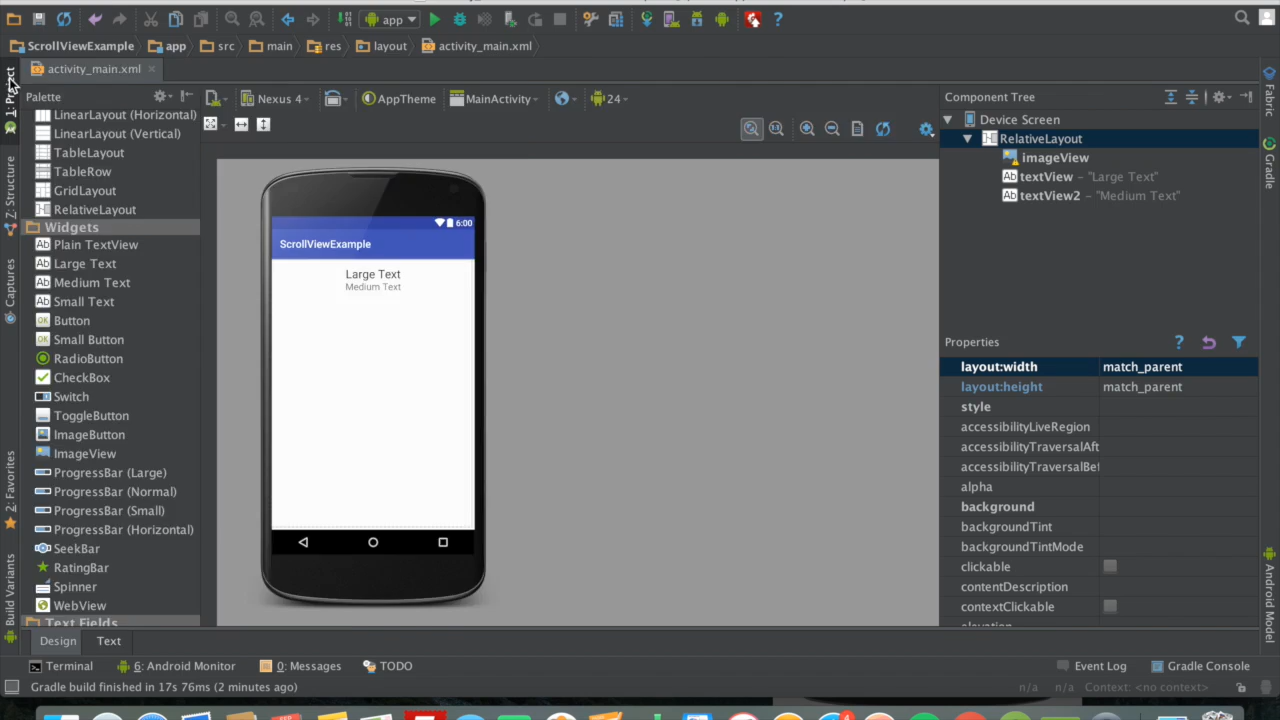 app
ScrollViewExample app src main res layout activity_main.xml
activity_main.xml
1: Project
Z: Structure
Captures
2: Favorites
Build Variants
Palette
LinearLayout (Horizontal)
LinearLayout (Vertical)
TableLayout
TableRow
GridLayout
RelativeLayout
Widgets
Plain TextView
Large Text
Medium Text
Small Text
Button
Small Button
RadioButton
CheckBox
Switch
ToggleButton
ImageButton
ImageView
ProgressBar (Large)
ProgressBar (Normal)
ProgressBar (Small)
ProgressBar (Horizontal)
SeekBar
RatingBar
Spinner
WebView
Text Fields
Nexus 4 AppTheme MainActivity 24
6:00
ScrollViewExample
Large Text
Medium Text
Component Tree
Device Screen
RelativeLayout
imageView
Ab textView – "Large Text"
Ab textView2 – "Medium Text"
Properties ?
layout:width match_parent
layout:height match_parent
style
accessibilityLiveRegion
accessibilityTraversalAft
accessibilityTraversalBef
alpha
background
backgroundTint
backgroundTintMode
clickable
contentDescription
contextClickable
elevation
Fabric
Gradle
Android Model
Design Text
Terminal 6: Android Monitor 0: Messages TODO Event Log Gradle Console
Gradle build finished in 17s 76ms (2 minutes ago) n/a n/a Context: <no context>